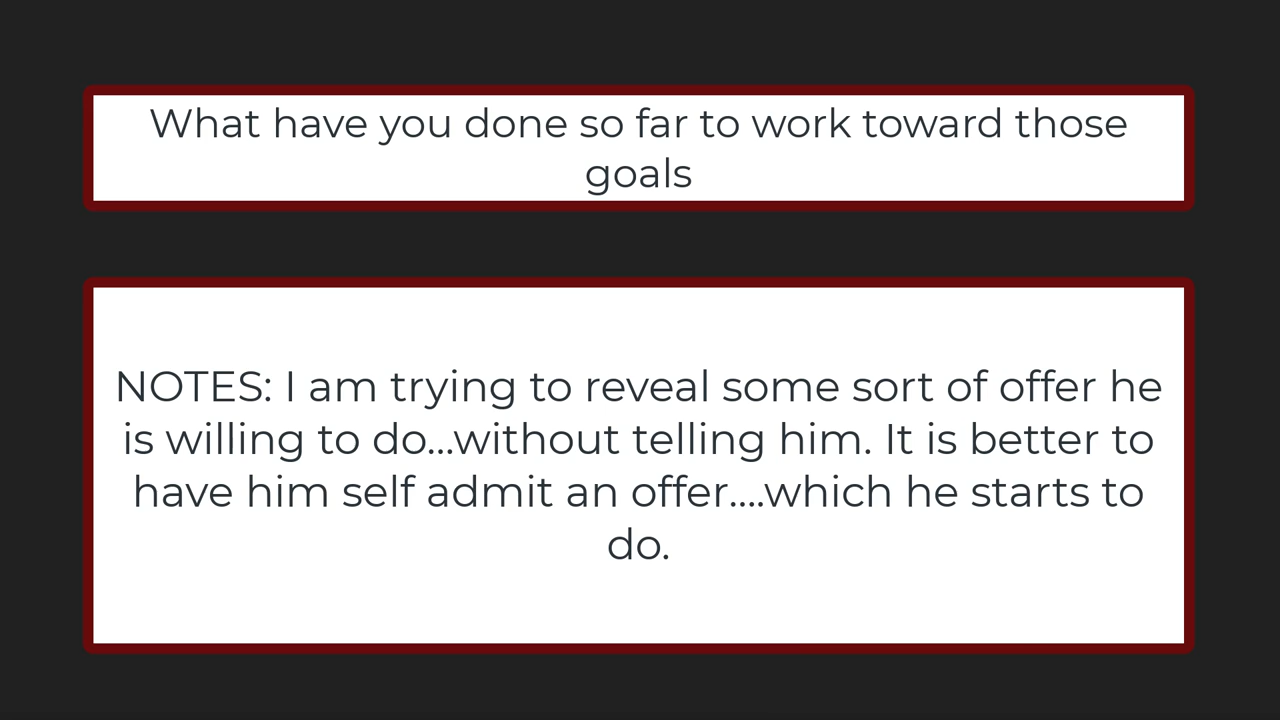 What have you done so far to work toward those
goals
NOTES: I am trying to reveal some sort of offer he
is willing to do...without telling him. It is better to
have him self admit an offer....which he starts to
do.